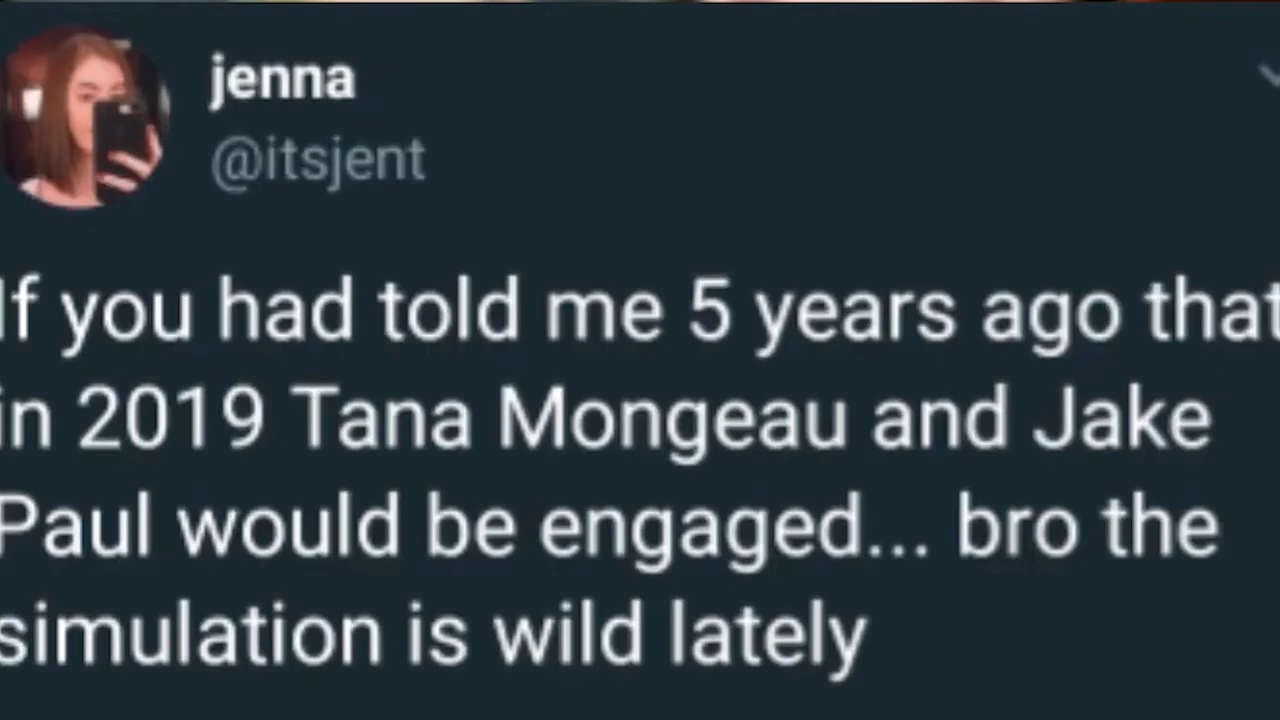 jenna
@itsjent
If you had told me 5 years ago that
in 2019 Tana Mongeau and Jake
Paul would be engaged... bro the
simulation is wild lately